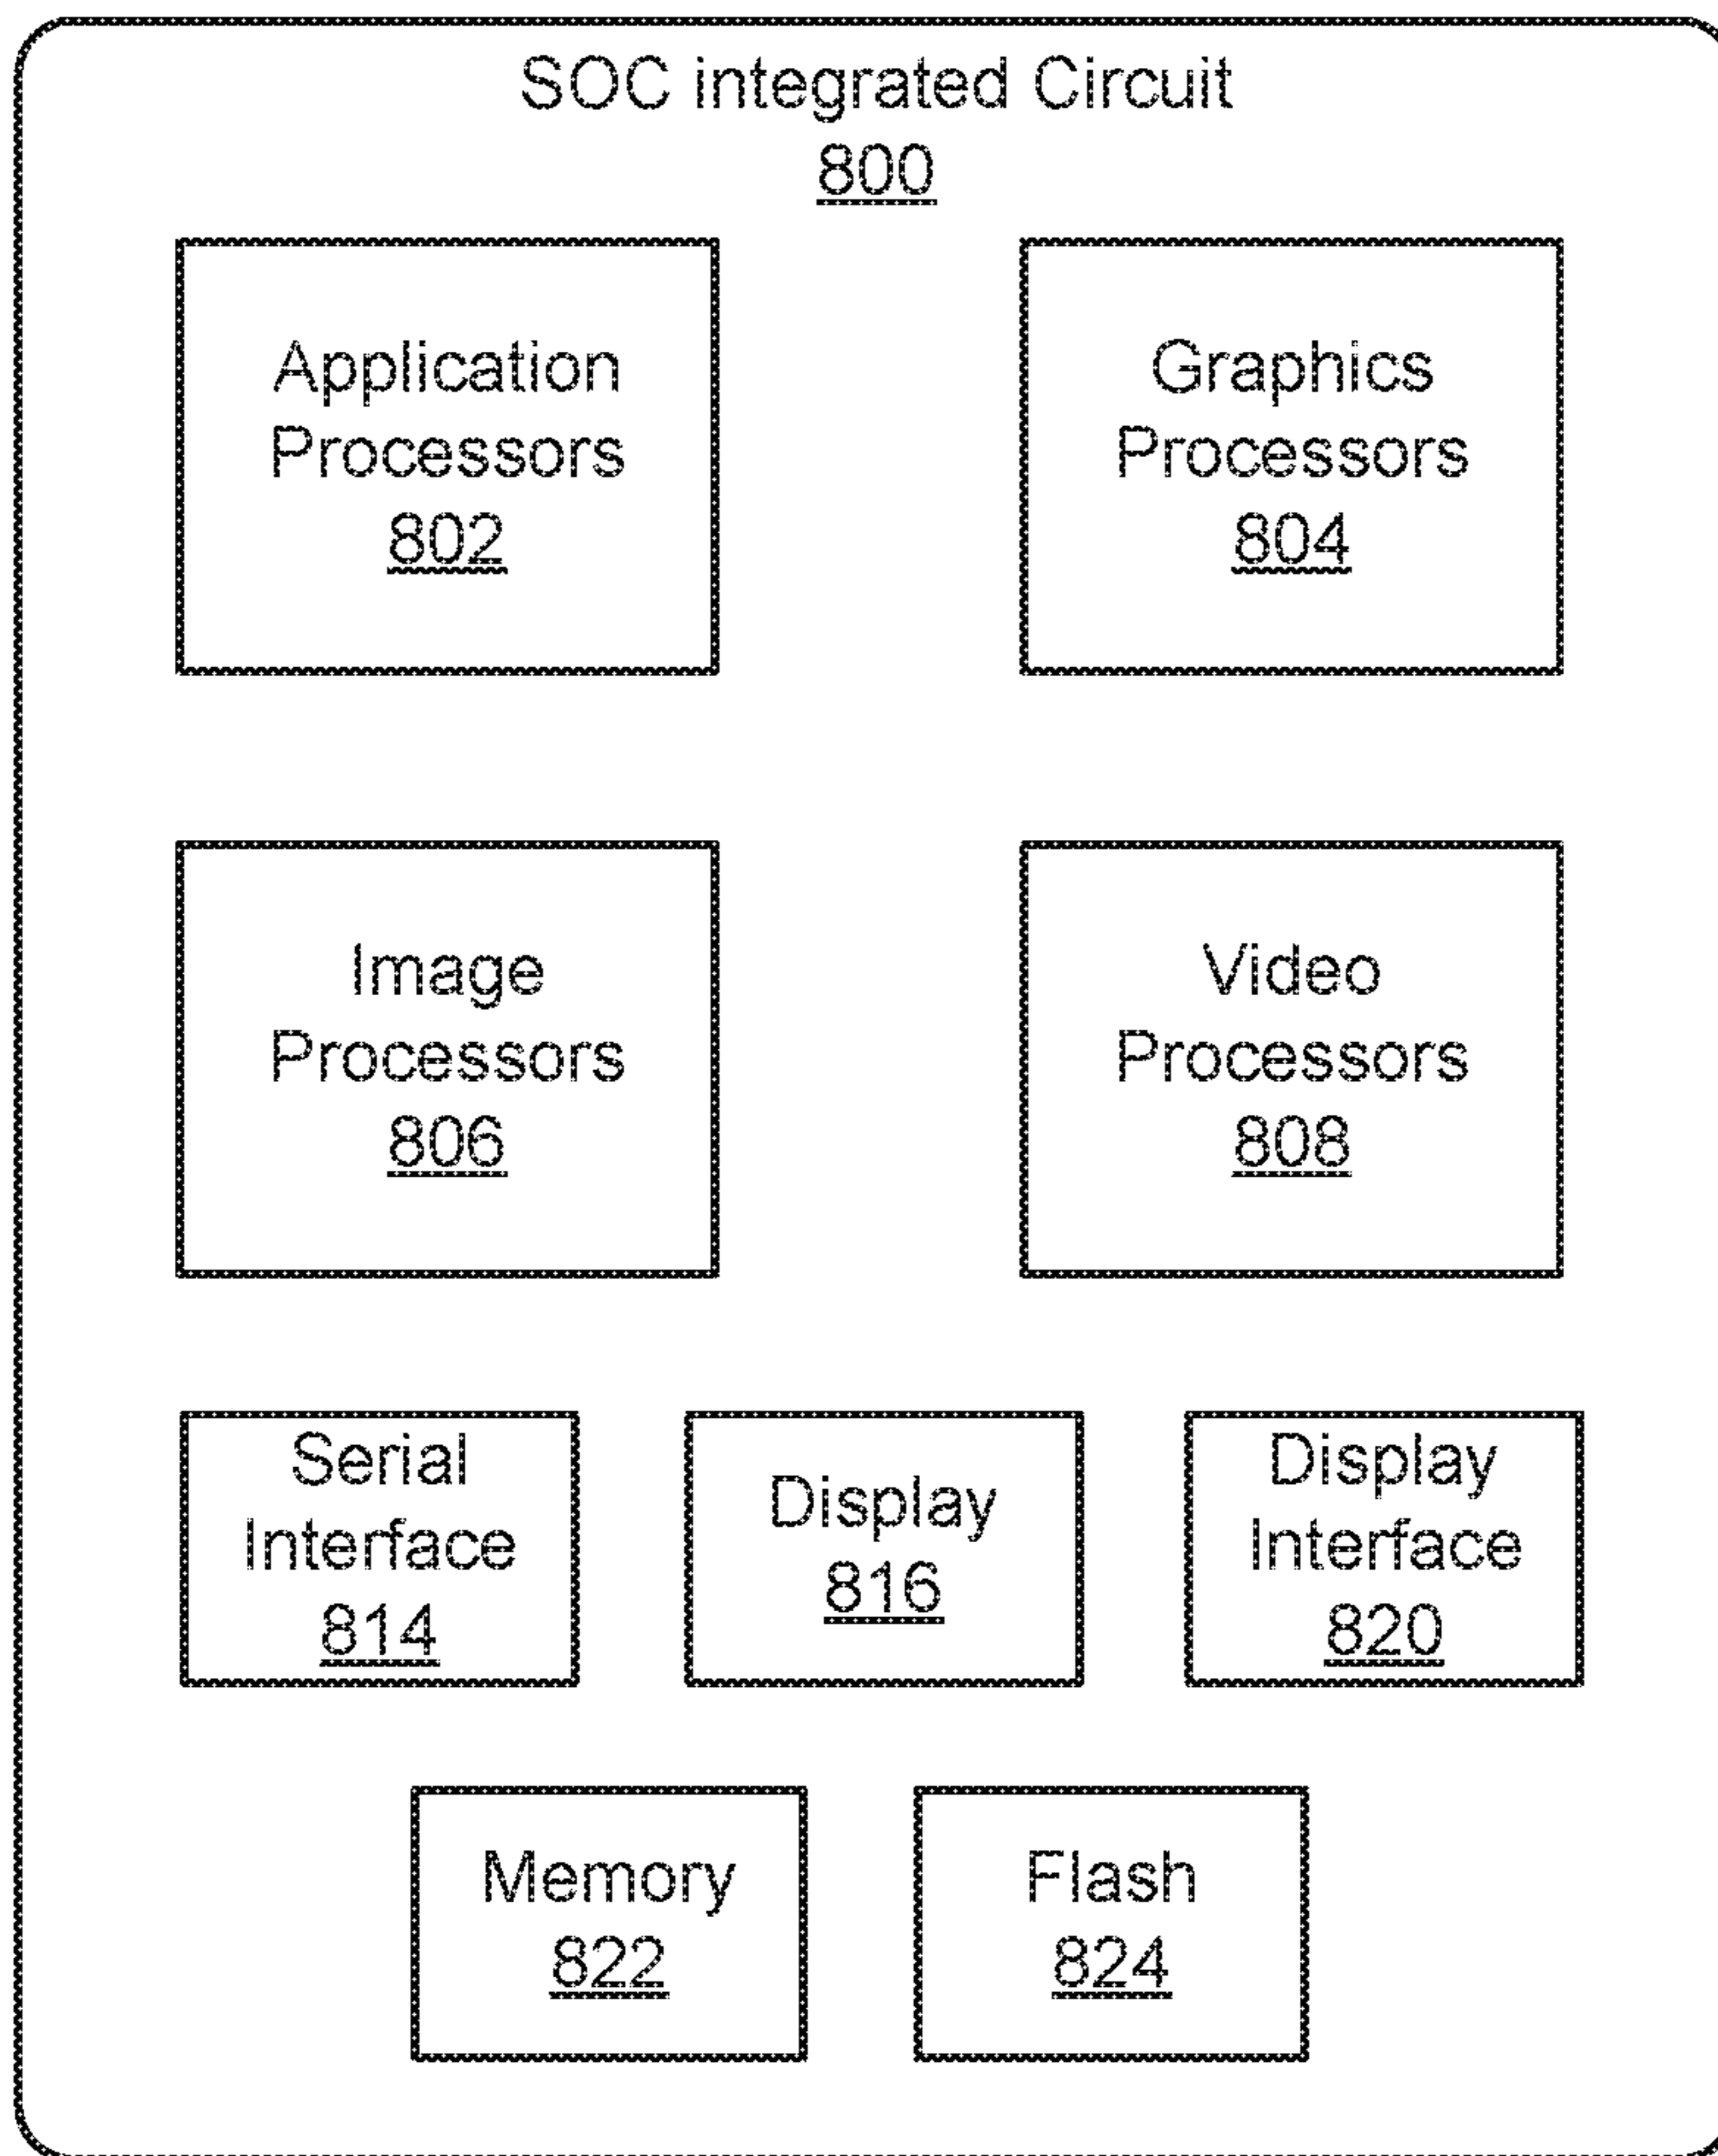 SOC integrated Circuit
800
Application
Processors
802
Graphics
Processors
804
Image
Processors
806
Video
Processors
808
Serial
Interface
814
Display
816
Display
Interface
820
Memory
822
Flash
824